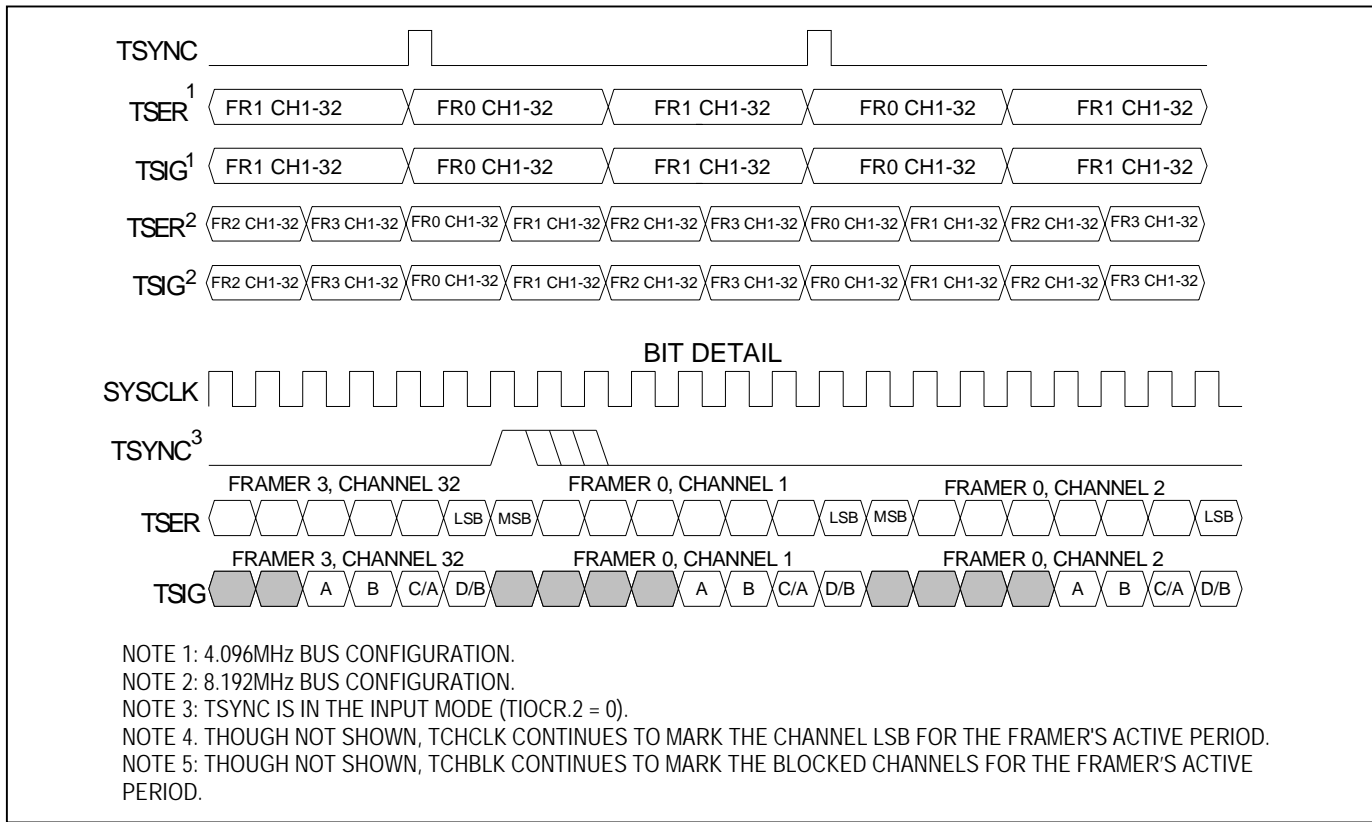 TSYNC
TSER1 FR1 CH1-32 FR0 CH1-32 FR1 CH1-32 FR0 CH1-32 FR1 CH1-32
TSIG1 FR1 CH1-32 FR0 CH1-32 FR1 CH1-32 FR0 CH1-32 FR1 CH1-32
TSER2 FR2 CH1-32 FR3 CH1-32 FR0 CH1-32 FR1 CH1-32 FR2 CH1-32 FR3 CH1-32 FR0 CH1-32 FR1 CH1-32 FR2 CH1-32 FR3 CH1-32
TSIG2 FR2 CH1-32 FR3 CH1-32 FR0 CH1-32 FR1 CH1-32 FR2 CH1-32 FR3 CH1-32 FR0 CH1-32 FR1 CH1-32 FR2 CH1-32 FR3 CH1-32
BIT DETAIL
SYSCLK
TSYNC3
FRAMER 3, CHANNEL 32 FRAMER 0, CHANNEL 1 FRAMER 0, CHANNEL 2
TSER LSB MSB LSB MSB LSB
FRAMER 3, CHANNEL 32 FRAMER 0, CHANNEL 1 FRAMER 0, CHANNEL 2
TSIG A B C/A D/B A B C/A D/B A B C/A D/B
NOTE 1: 4.096MHz BUS CONFIGURATION.
NOTE 2: 8.192MHz BUS CONFIGURATION.
NOTE 3: TSYNC IS IN THE INPUT MODE (TIOCR.2 = 0).
NOTE 4. THOUGH NOT SHOWN, TCHCLK CONTINUES TO MARK THE CHANNEL LSB FOR THE FRAMER'S ACTIVE PERIOD.
NOTE 5: THOUGH NOT SHOWN, TCHBLK CONTINUES TO MARK THE BLOCKED CHANNELS FOR THE FRAMER'S ACTIVE
PERIOD.